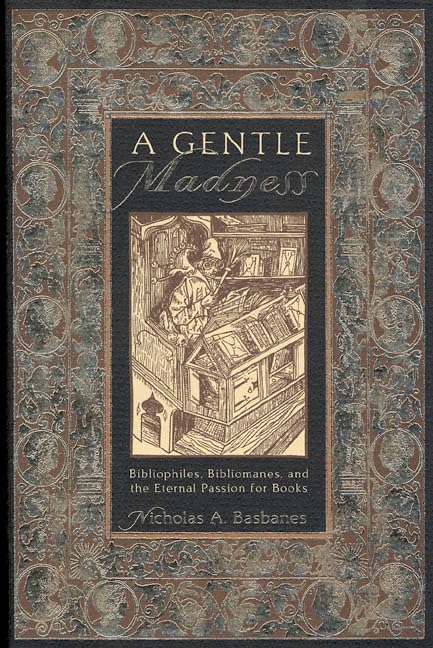 A GENTLE
Madness
Bibliophiles, Bibliomanes, and
the Eternal Passion for Books
Nicholas A. Basbanes